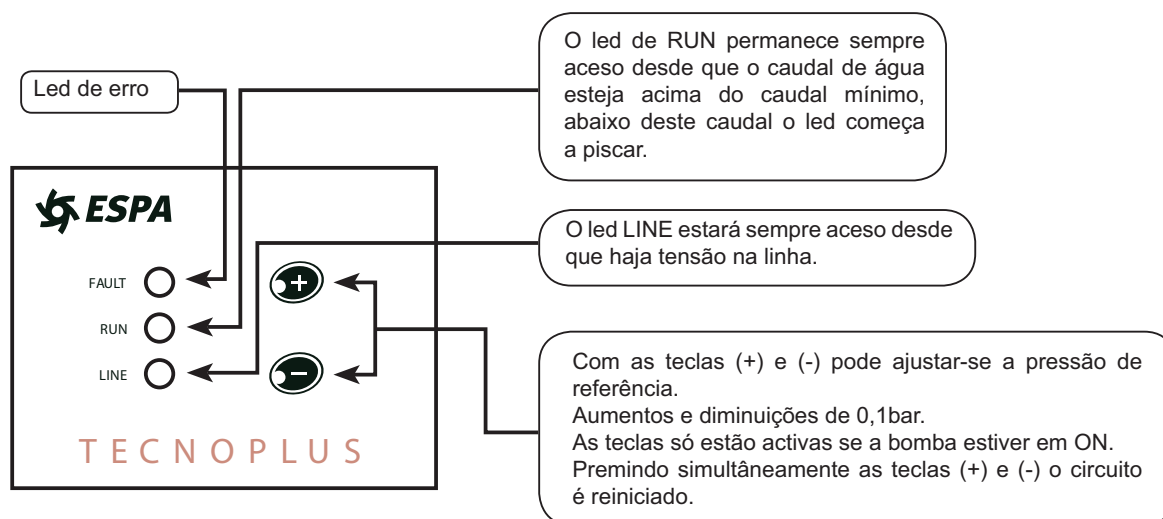 O led de RUN permanece sempre
aceso desde que o caudal de água
esteja acima do caudal mínimo,
abaixo deste caudal o led começa
a piscar.
Led de erro
ESPA
O led LINE estará sempre aceso desde
que haja tensão na linha.
FAULT
RUN
LINE
+
-
Com as teclas (+) e (-) pode ajustar-se a pressão de
referência.
Aumentos e diminuições de 0,1bar.
As teclas só estão activas se a bomba estiver em ON.
Premindo simultâneamente as teclas (+) e (-) o circuito
é reiniciado.
TECNOPLUS